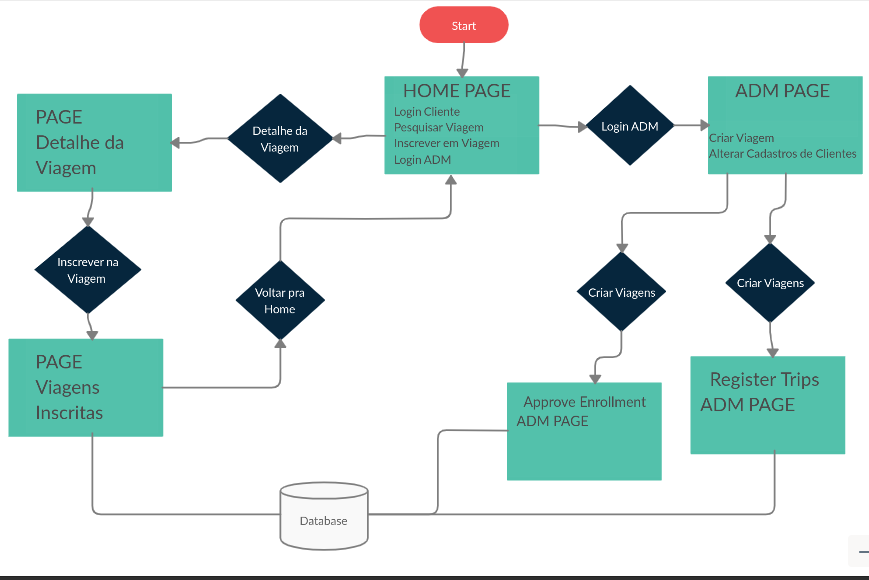 Start
HOME PAGE
Login Cliente
Pesquisar Viagem
Inscrever em Viagem
Login ADM
Detalhe da
Viagem
PAGE
Detalhe da
Viagem
Login ADM
ADM PAGE
Criar Viagem
Alterar Cadastros de Clientes
Inscrever na
Viagem
Voltar pra
Home
Criar Viagens
Criar Viagens
PAGE
Viagens
Inscritas
Approve Enrollment
ADM PAGE
Register Trips
ADM PAGE
Database